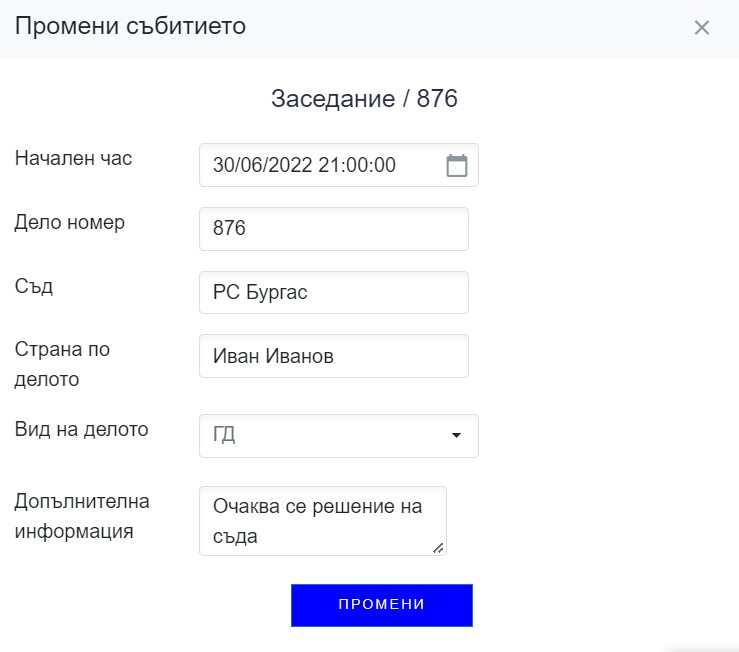 Промени събитието
Заседание / 876
Начален час
30/06/2022 21:00:00
Дело номер
876
Съд
РС Бургас
Страна по
делото
Иван Иванов
Вид на делото
ГД
Допълнителна
информация
Очаква се решение на
съда
ПРОМЕНИ